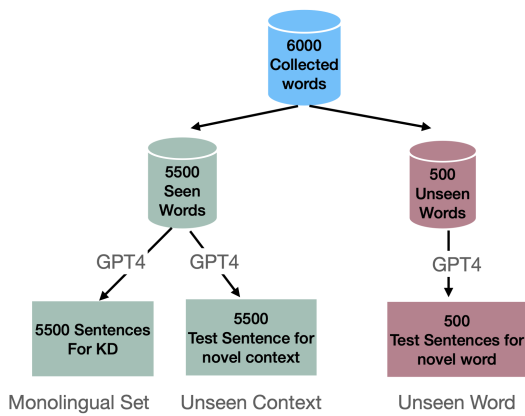 6000
Collected
words
5500
Seen
Words
500
Unseen
Words
GPT4
GPT4
GPT4
5500 Sentences
For KD
5500
Test Sentence for
novel context
500
Test Sentences for
novel word
Monolingual Set
Unseen Context
Unseen Word